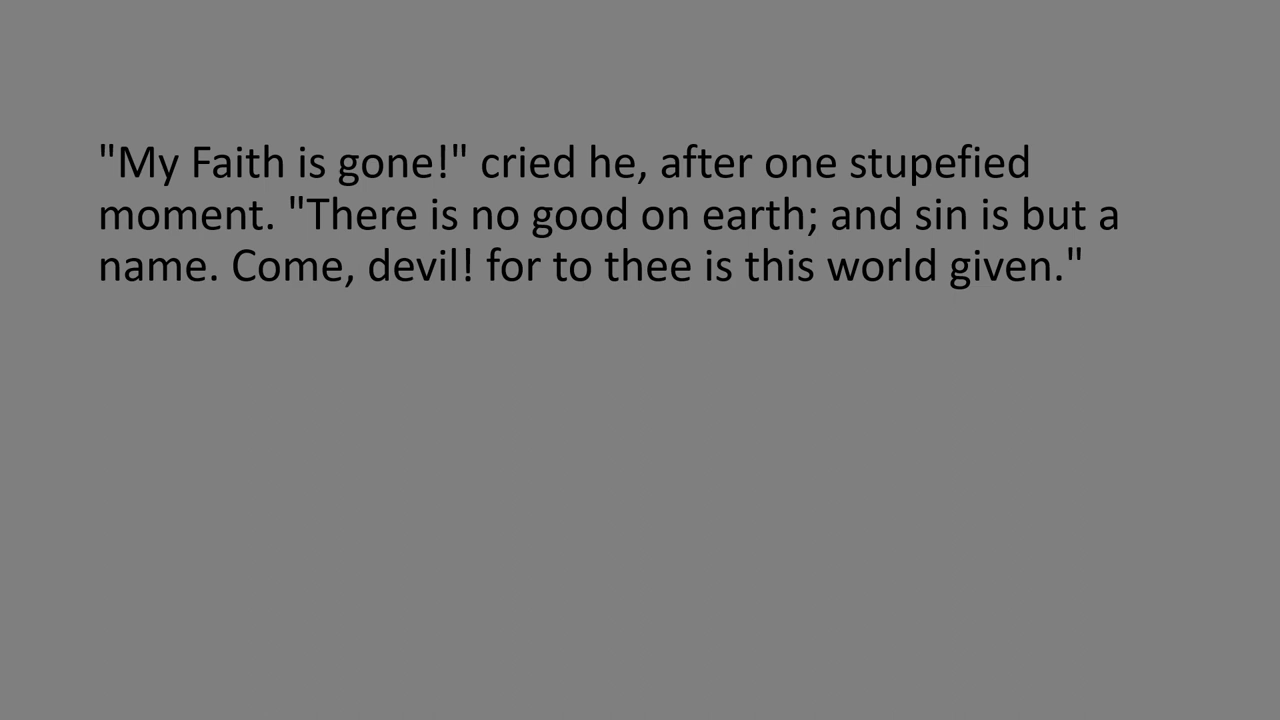 "My Faith is gone!" cried he, after one stupefied
moment. "There is no good on earth; and sin is but a
name. Come, devil! for to thee is this world given."